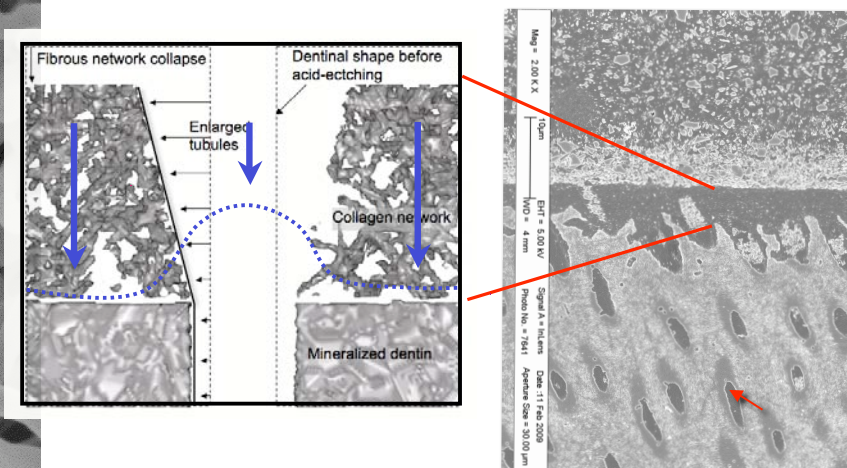 Fibrous network collapse
Dentinal shape before
acid-ectching
Enlarged
tubules
Collagen network
Mineralized dentin
Mag = 2.00 K X
10µm
EHT = 5.00 kV
WD = 4 mm
Signal A = InLens
Photo No. = 7641
Date :11 Feb 2009
Aperture Size = 30.00 µm